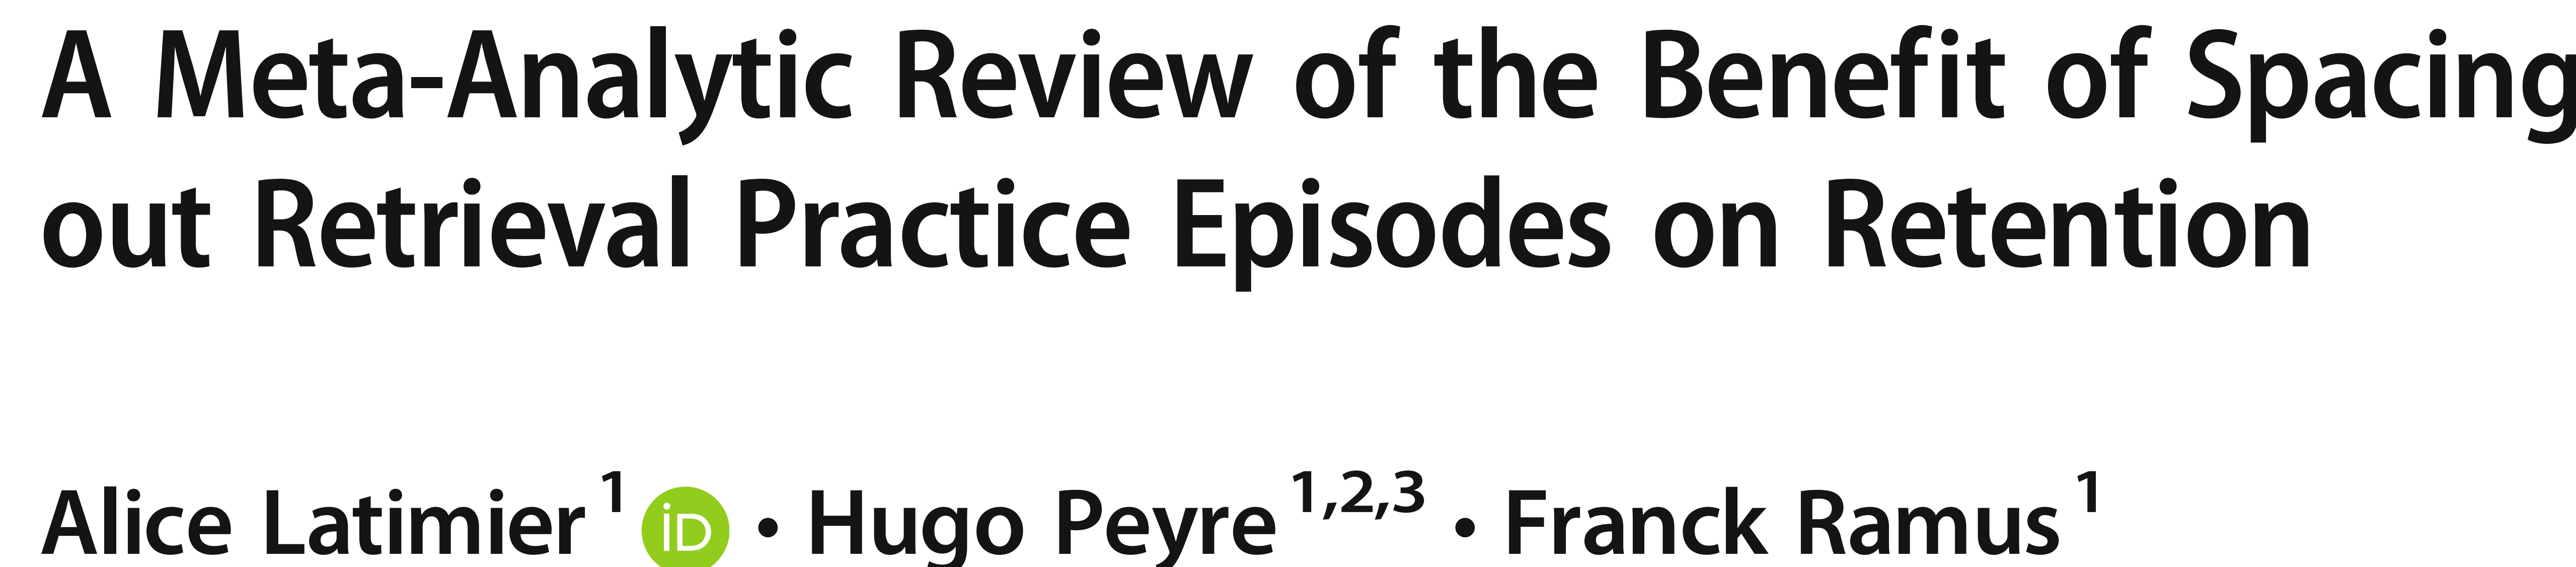 A Meta-Analytic Review of the Benefit of Spacing
out Retrieval Practice Episodes on Retention
Alice Latimier 1 iD • Hugo Peyre 1,2,3 • Franck Ramus 1